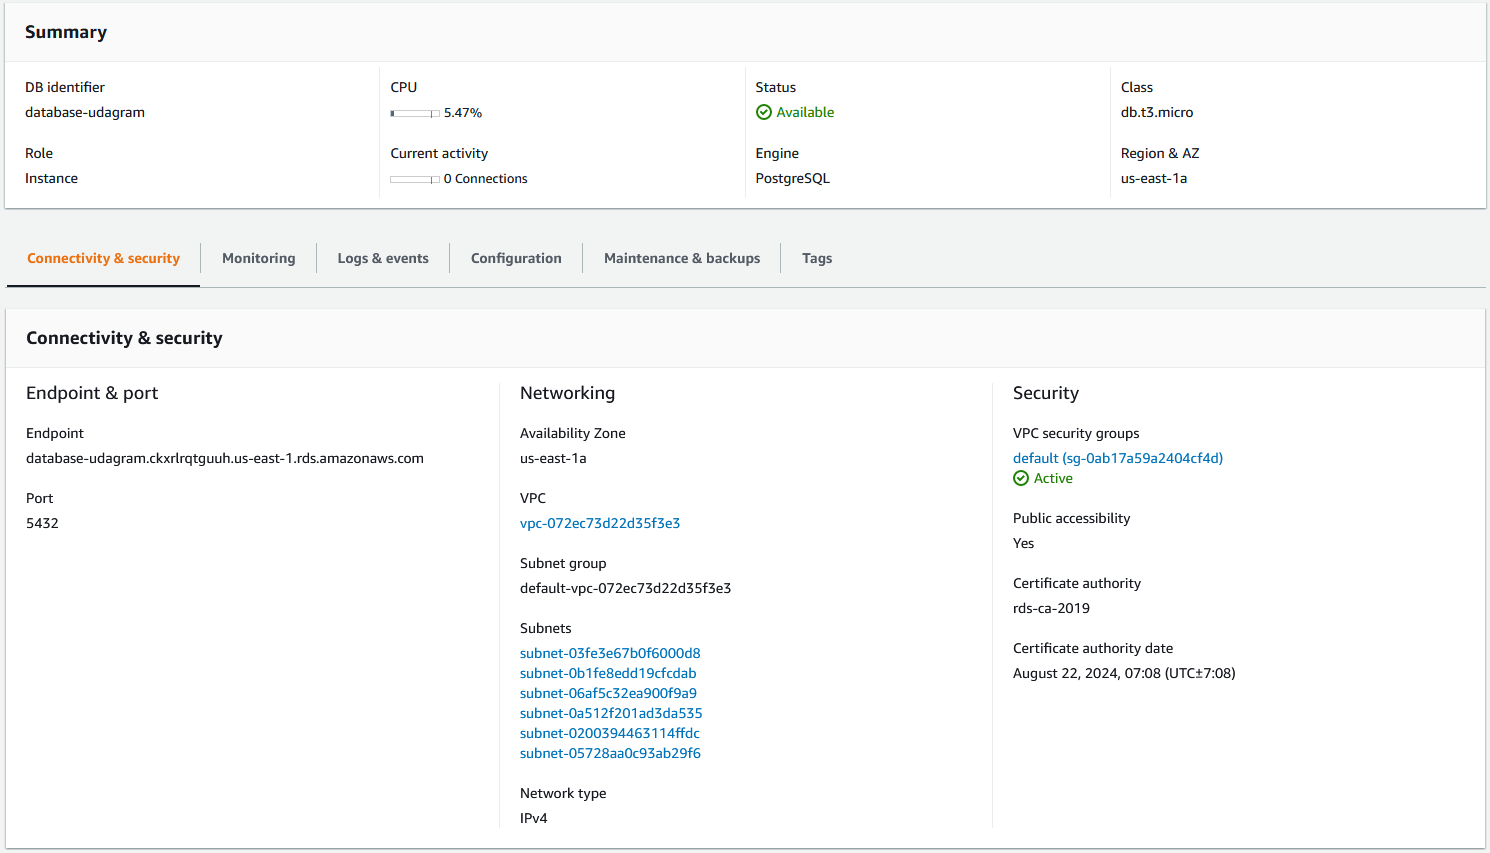 Summary
DB identifier
database-udagram
CPU
5.47%
Status
Available
Class
db.t3.micro
Role
Instance
Current activity
0 Connections
Engine
PostgreSQL
Region & AZ
us-east-1a
Connectivity & security
Monitoring
Logs & events
Configuration
Maintenance & backups
Tags
Connectivity & security
Endpoint & port
Endpoint
database-udagram.ckxrlrqtguuh.us-east-1.rds.amazonaws.com
Port
5432
Networking
Availability Zone
us-east-1a
VPC
vpc-072ec73d22d35f3e3
Subnet group
default-vpc-072ec73d22d35f3e3
Subnets
subnet-03fe3e67b0f6000d8
subnet-0b1fe8edd19cfcdab
subnet-06af5c32ea900f9a9
subnet-0a512f201ad3da535
subnet-0200394463114ffdc
subnet-05728aa0c93ab29f6
Network type
IPv4
Security
VPC security groups
default (sg-0ab17a59a2404cf4d)
Active
Public accessibility
Yes
Certificate authority
rds-ca-2019
Certificate authority date
August 22, 2024, 07:08 (UTC±7:08)